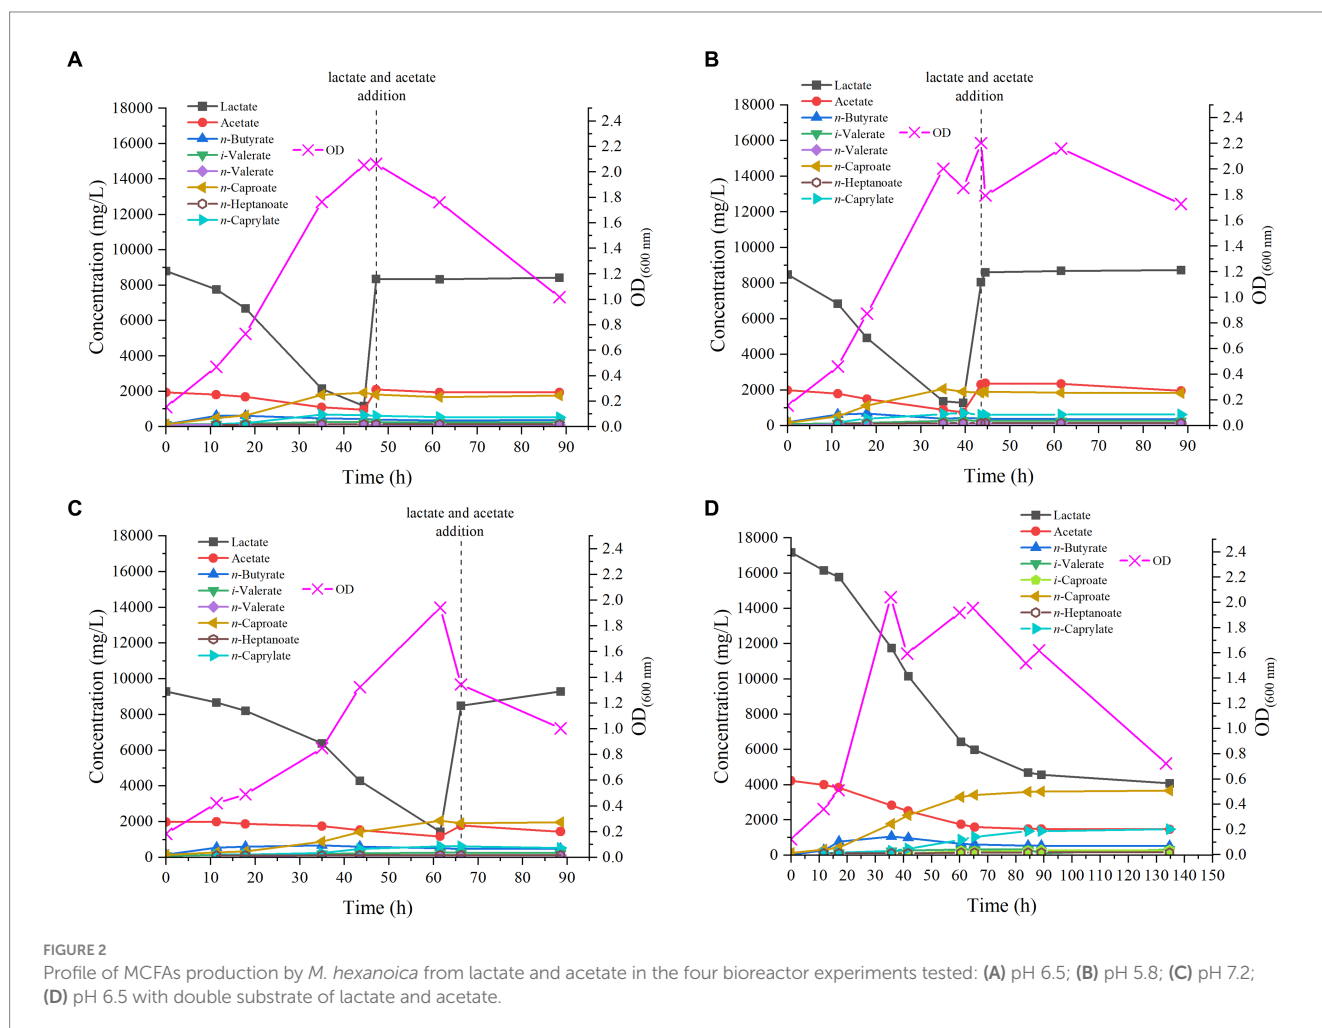 A
lactate and acetate
addition
Lactate
Acetate
n-Butyrate
i-Valerate
n-Valerate
n-Caproate
n-Heptanoate
n-Caprylate
OD
18000
16000
14000
12000
10000
8000
6000
4000
2000
0
Concentration (mg/L)
2.4
2.2
2.0
1.8
1.6
1.4
1.2
1.0
0.8
0.6
0.4
0.2
0.0
OD(600 nm)
0 10 20 30 40 50 60 70 80 90
Time (h)
B
lactate and acetate
addition
Lactate
Acetate
n-Butyrate
i-Valerate
n-Valerate
n-Caproate
n-Heptanoate
n-Caprylate
OD
18000
16000
14000
12000
10000
8000
6000
4000
2000
0
Concentration (mg/L)
2.4
2.2
2.0
1.8
1.6
1.4
1.2
1.0
0.8
0.6
0.4
0.2
0.0
OD(600 nm)
0 10 20 30 40 50 60 70 80 90
Time (h)
C
lactate and acetate
addition
Lactate
Acetate
n-Butyrate
i-Valerate
n-Valerate
n-Caproate
n-Heptanoate
n-Caprylate
OD
18000
16000
14000
12000
10000
8000
6000
4000
2000
0
Concentration (mg/L)
2.4
2.2
2.0
1.8
1.6
1.4
1.2
1.0
0.8
0.6
0.4
0.2
0.0
OD(600 nm)
0 10 20 30 40 50 60 70 80 90
Time (h)
D
Lactate
Acetate
n-Butyrate
i-Valerate
i-Caproate
n-Caproate
n-Heptanoate
n-Caprylate
OD
18000
16000
14000
12000
10000
8000
6000
4000
2000
0
Concentration (mg/L)
2.4
2.2
2.0
1.8
1.6
1.4
1.2
1.0
0.8
0.6
0.4
0.2
0.0
OD(600 nm)
0 10 20 30 40 50 60 70 80 90 100 110 120 130 140 150
Time (h)
FIGURE 2
Profile of MCFAs production by M. hexanoica from lactate and acetate in the four bioreactor experiments tested: (A) pH 6.5; (B) pH 5.8; (C) pH 7.2;
(D) pH 6.5 with double substrate of lactate and acetate.